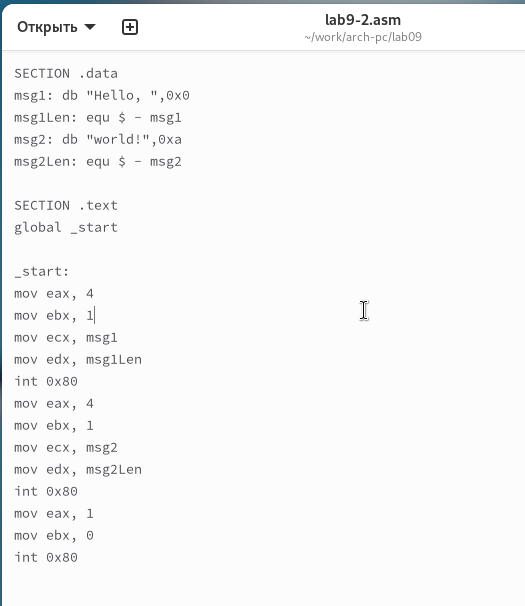 Открыть
lab9-2.asm
~/work/arch-pc/lab09
SECTION .data
msg1: db "Hello, ",0x0
msg1Len: equ $ - msg1
msg2: db "world!",0xa
msg2Len: equ $ - msg2
SECTION .text
global _start
_start:
mov eax, 4
mov ebx, 1
mov ecx, msg1
mov edx, msg1Len
int 0x80
mov eax, 4
mov ebx, 1
mov ecx, msg2
mov edx, msg2Len
int 0x80
mov eax, 1
mov ebx, 0
int 0x80